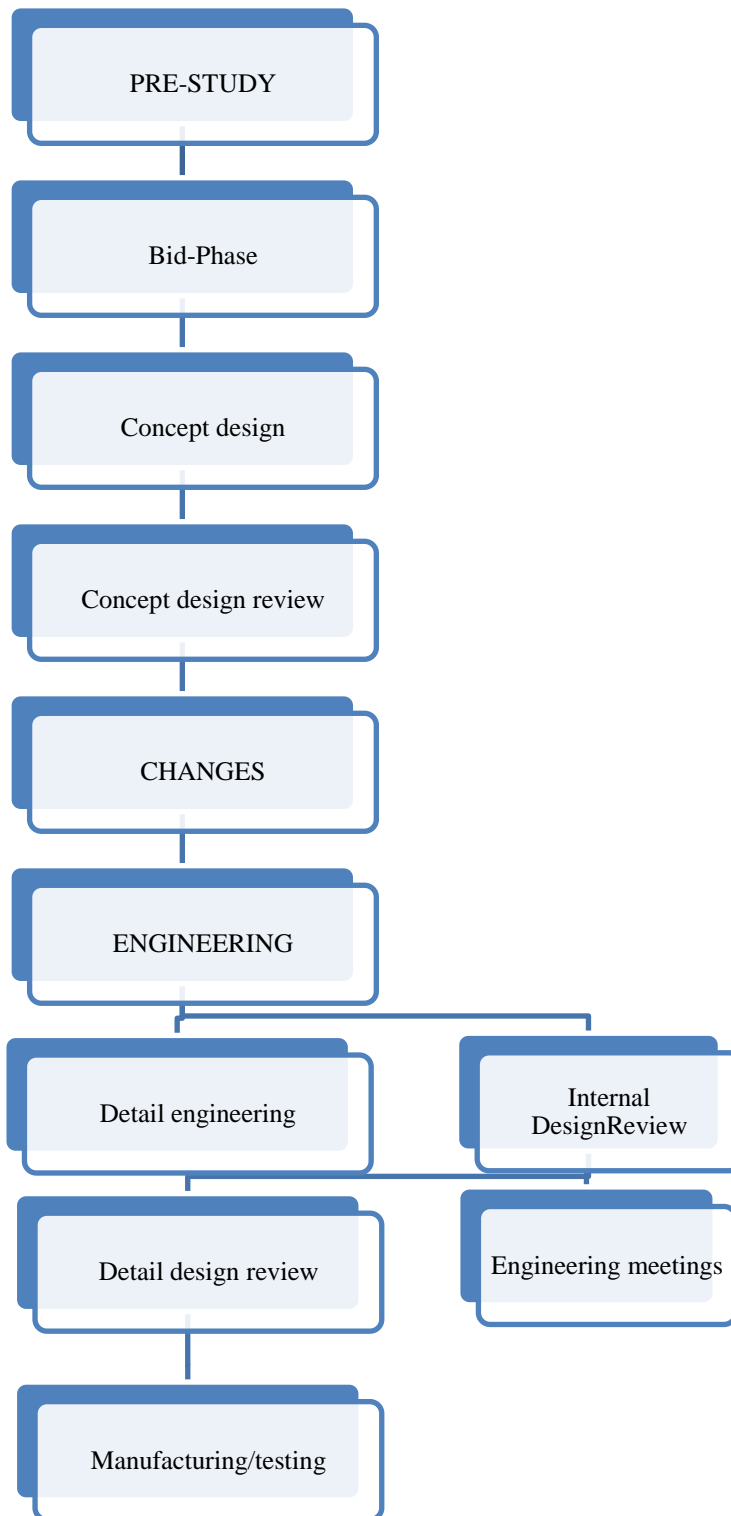 PRE-STUDY
Bid-Phase
Concept design
Concept design review
CHANGES
ENGINEERING
Detail engineering
Internal
DesignReview
Detail design review
Engineering meetings
Manufacturing/testing